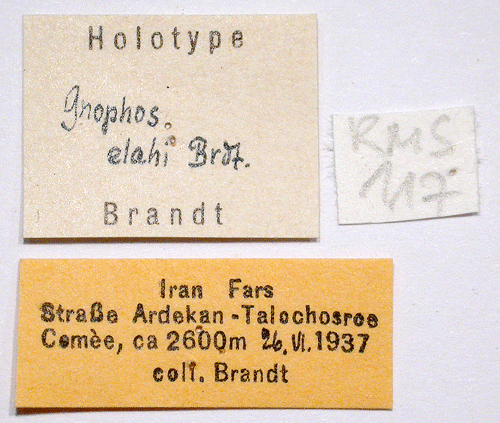 Holotype
Gnophos.
elahi Brdt.
Brandt
RMS
117
Iran Fars
Straße Ardekan-Talochosroe
Comèe, ca 2600m 26.VI.1937
coll. Brandt